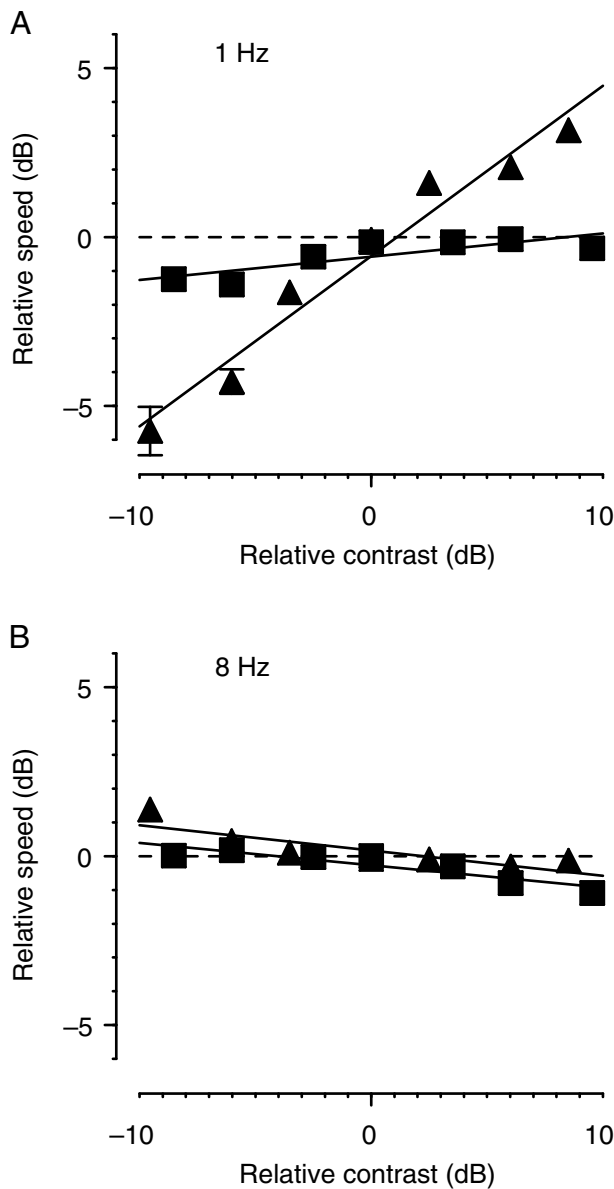 A
1 Hz
5
0
−5
Relative speed (dB)
−10 0 10
Relative contrast (dB)
B
8 Hz
5
0
−5
Relative speed (dB)
−10 0 10
Relative contrast (dB)